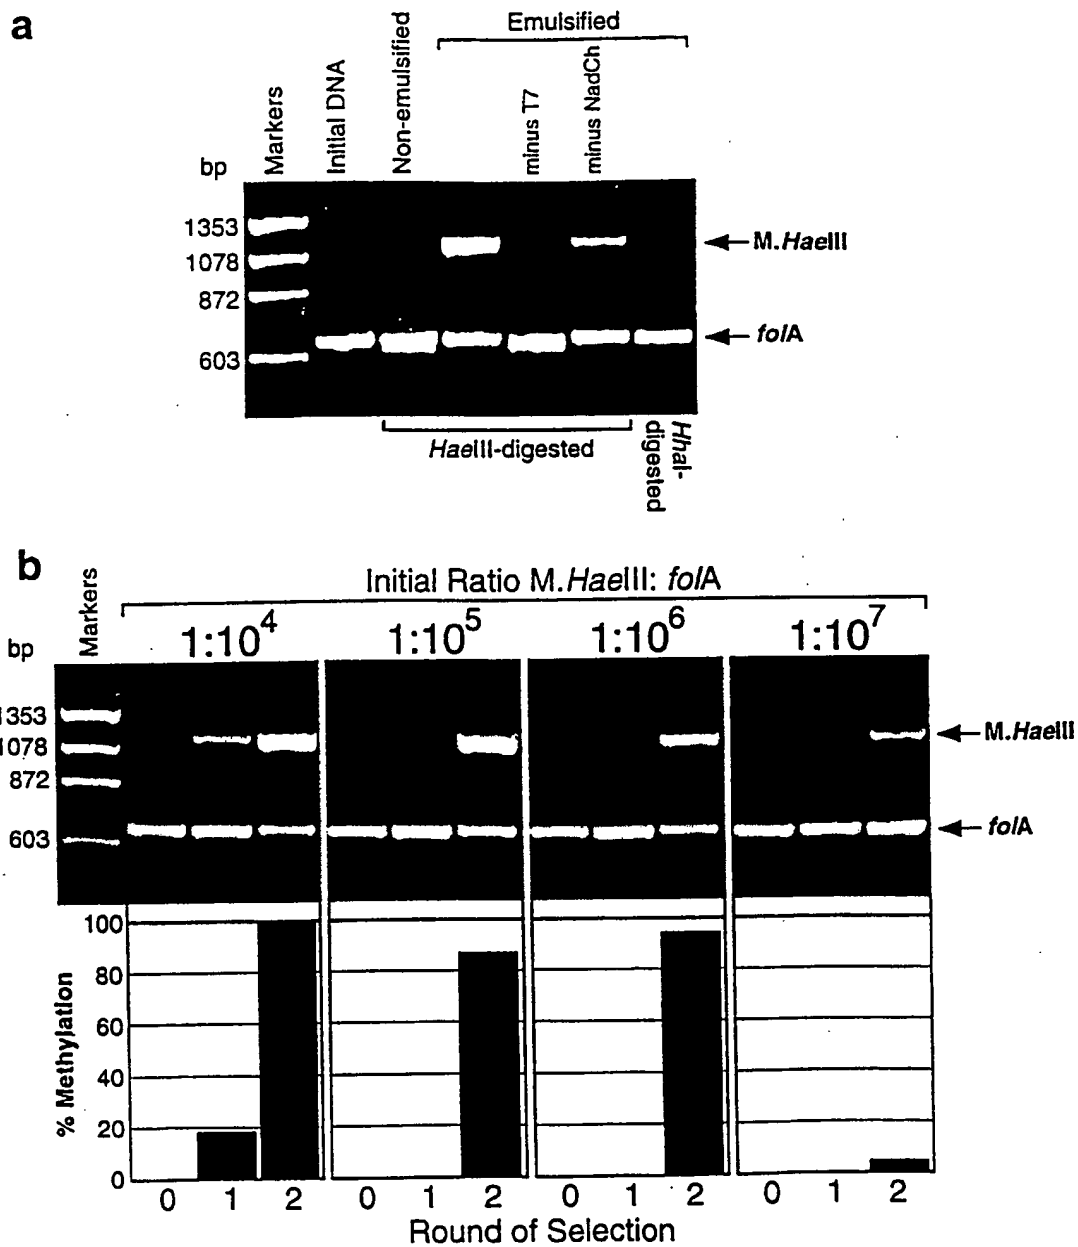 a
Emulsified
Markers
Initial DNA
Non-emulsified
minus T7
minus NadCh
bp
1353
1078
872
603
M.HaeIII
folA
HaeIII-digested
HhaI-
digested
b
Initial Ratio M.HaeIII: folA
Markers
bp
1:10⁴
1:10⁵
1:10⁶
1:10⁷
353
1078
872
603
M.HaeIII
folA
% Methylation
100
80
60
40
20
0
0 1 2 0 1 2 0 1 2 0 1 2
Round of Selection